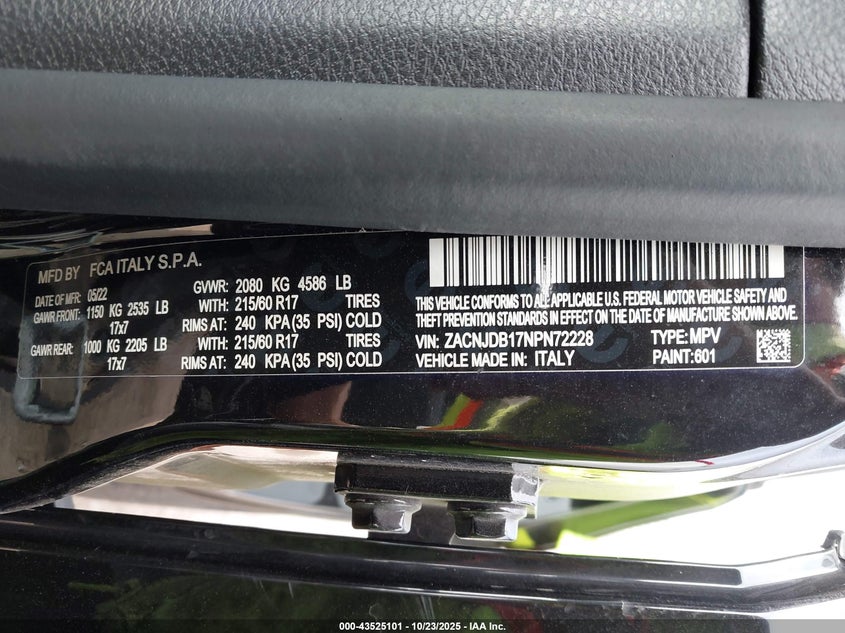 MFD BY FCA ITALY S.P.A.
DATE OF MFR: 05/22 GVWR: 2080 KG 4586 LB
GAWR FRONT: 1150 KG 2535 LB WITH: 215/60 R17 TIRES
17x7 RIMS AT: 240 KPA (35 PSI) COLD
GAWR REAR: 1000 KG 2205 LB WITH: 215/60 R17 TIRES
17x7 RIMS AT: 240 KPA (35 PSI) COLD
THIS VEHICLE CONFORMS TO ALL APPLICABLE U.S. FEDERAL MOTOR VEHICLE SAFETY AND
THEFT PREVENTION STANDARDS IN EFFECT ON THE DATE OF MANUFACTURE SHOWN ABOVE.
VIN: ZACNJDB17NPN72228 TYPE: MPV
VEHICLE MADE IN: ITALY PAINT: 601
000-43525101 - 10/23/2025 - IAA Inc.